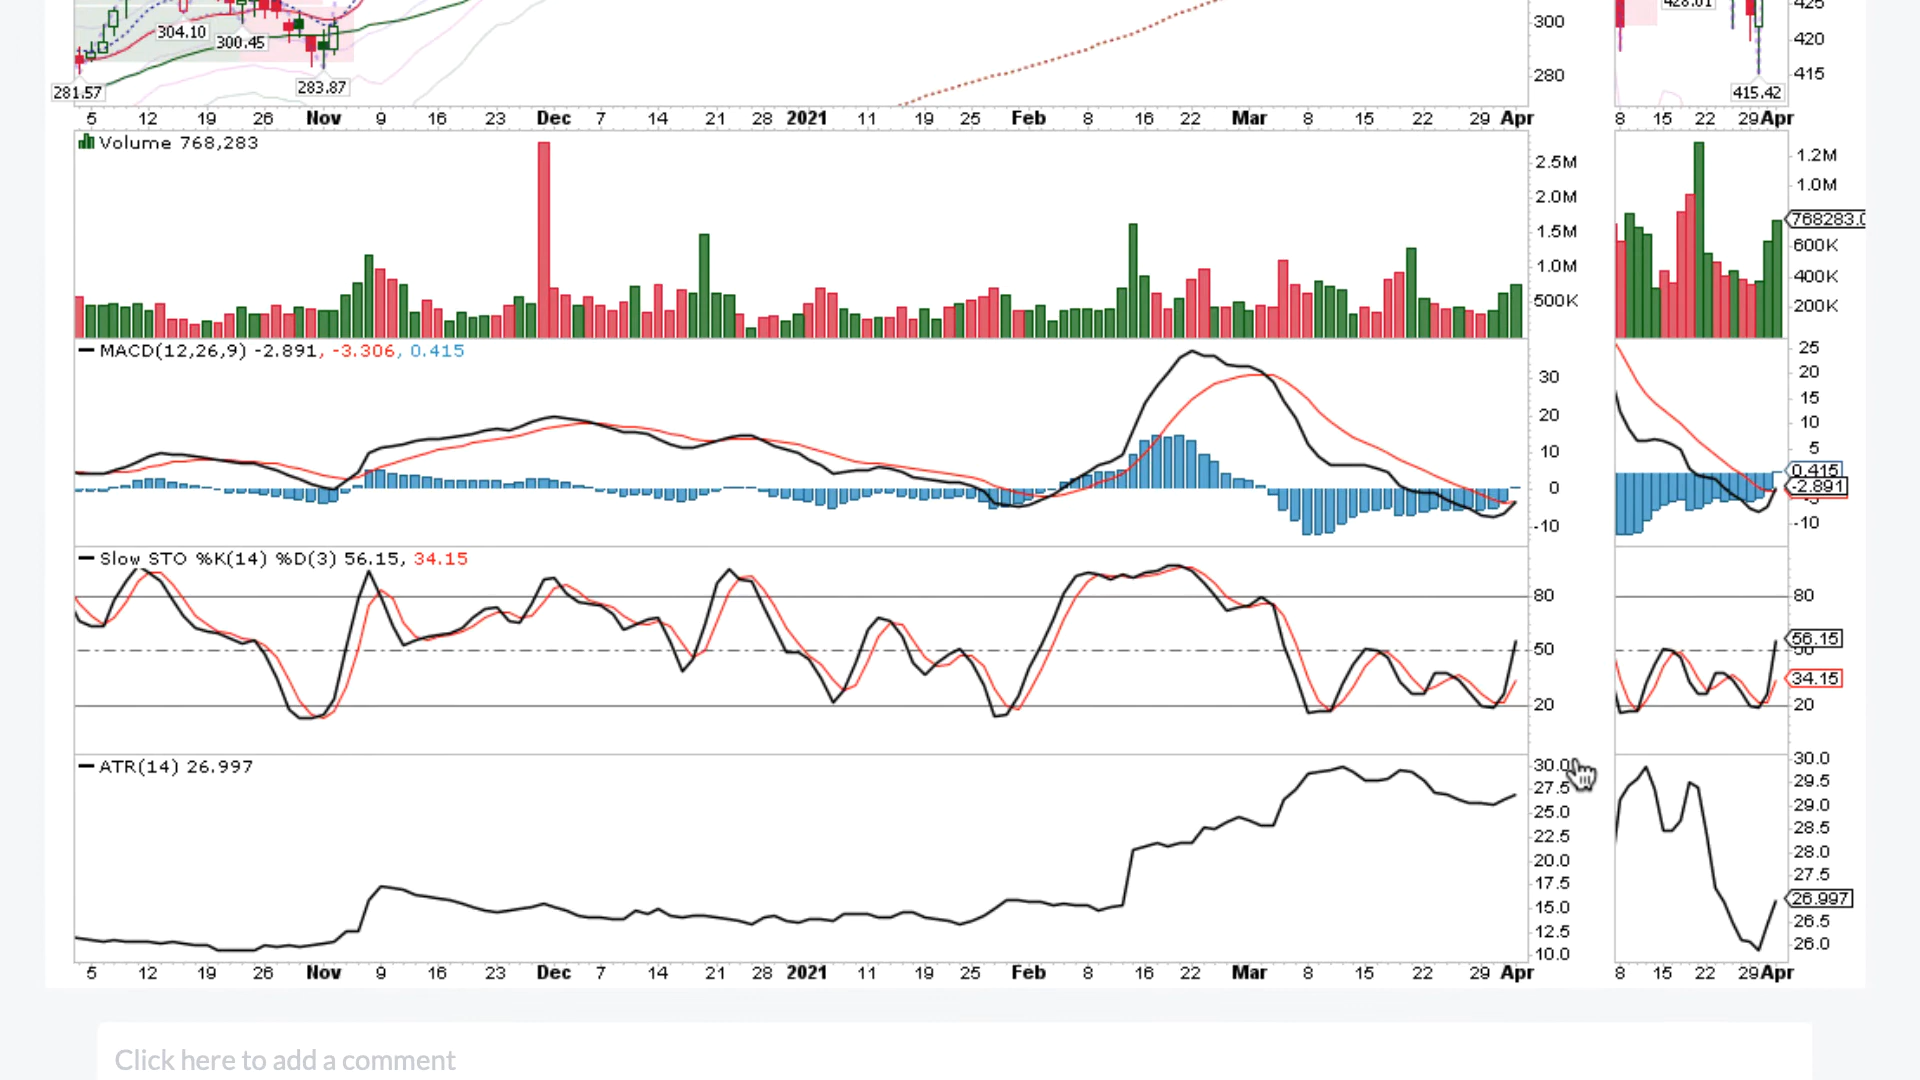 304.10
300.45
281.57
283.87
300
280
428.01
425
420
415
415.42
5 12 19 26 Nov 9 16 23 Dec 7 14 21 28 2021 11 19 25 Feb 8 16 22 Mar 8 15 22 29 Apr
8 15 22 29 Apr
Volume 768,283
2.5M
2.0M
1.5M
1.0M
500K
1.2M
1.0M
768283.0
600K
400K
200K
MACD(12,26,9) -2.891, -3.306, 0.415
30
20
10
0
-10
25
20
15
10
5
0.415
-2.891
-5
-10
Slow STO %K(14) %D(3) 56.15, 34.15
80
50
20
80
56.15
50
34.15
20
ATR(14) 26.997
30.0
27.5
25.0
22.5
20.0
17.5
15.0
12.5
10.0
30.0
29.5
29.0
28.5
28.0
27.5
26.997
26.5
26.0
5 12 19 26 Nov 9 16 23 Dec 7 14 21 28 2021 11 19 25 Feb 8 16 22 Mar 8 15 22 29 Apr
8 15 22 29 Apr
Click here to add a comment